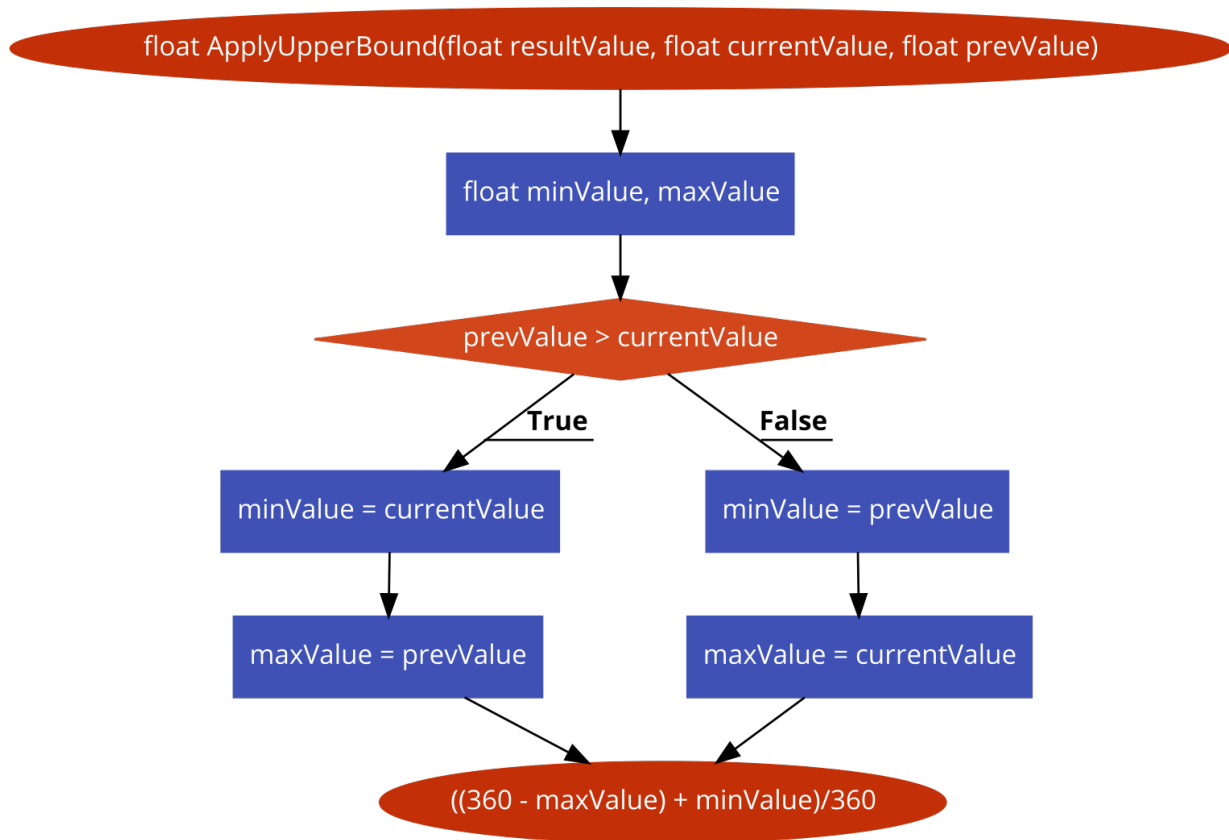 float ApplyUpperBound(float resultValue, float currentValue, float prevValue)
float minValue, maxValue
prevValue > currentValue
True
False
minValue = currentValue
minValue = prevValue
maxValue = prevValue
maxValue = currentValue
((360 - maxValue) + minValue)/360